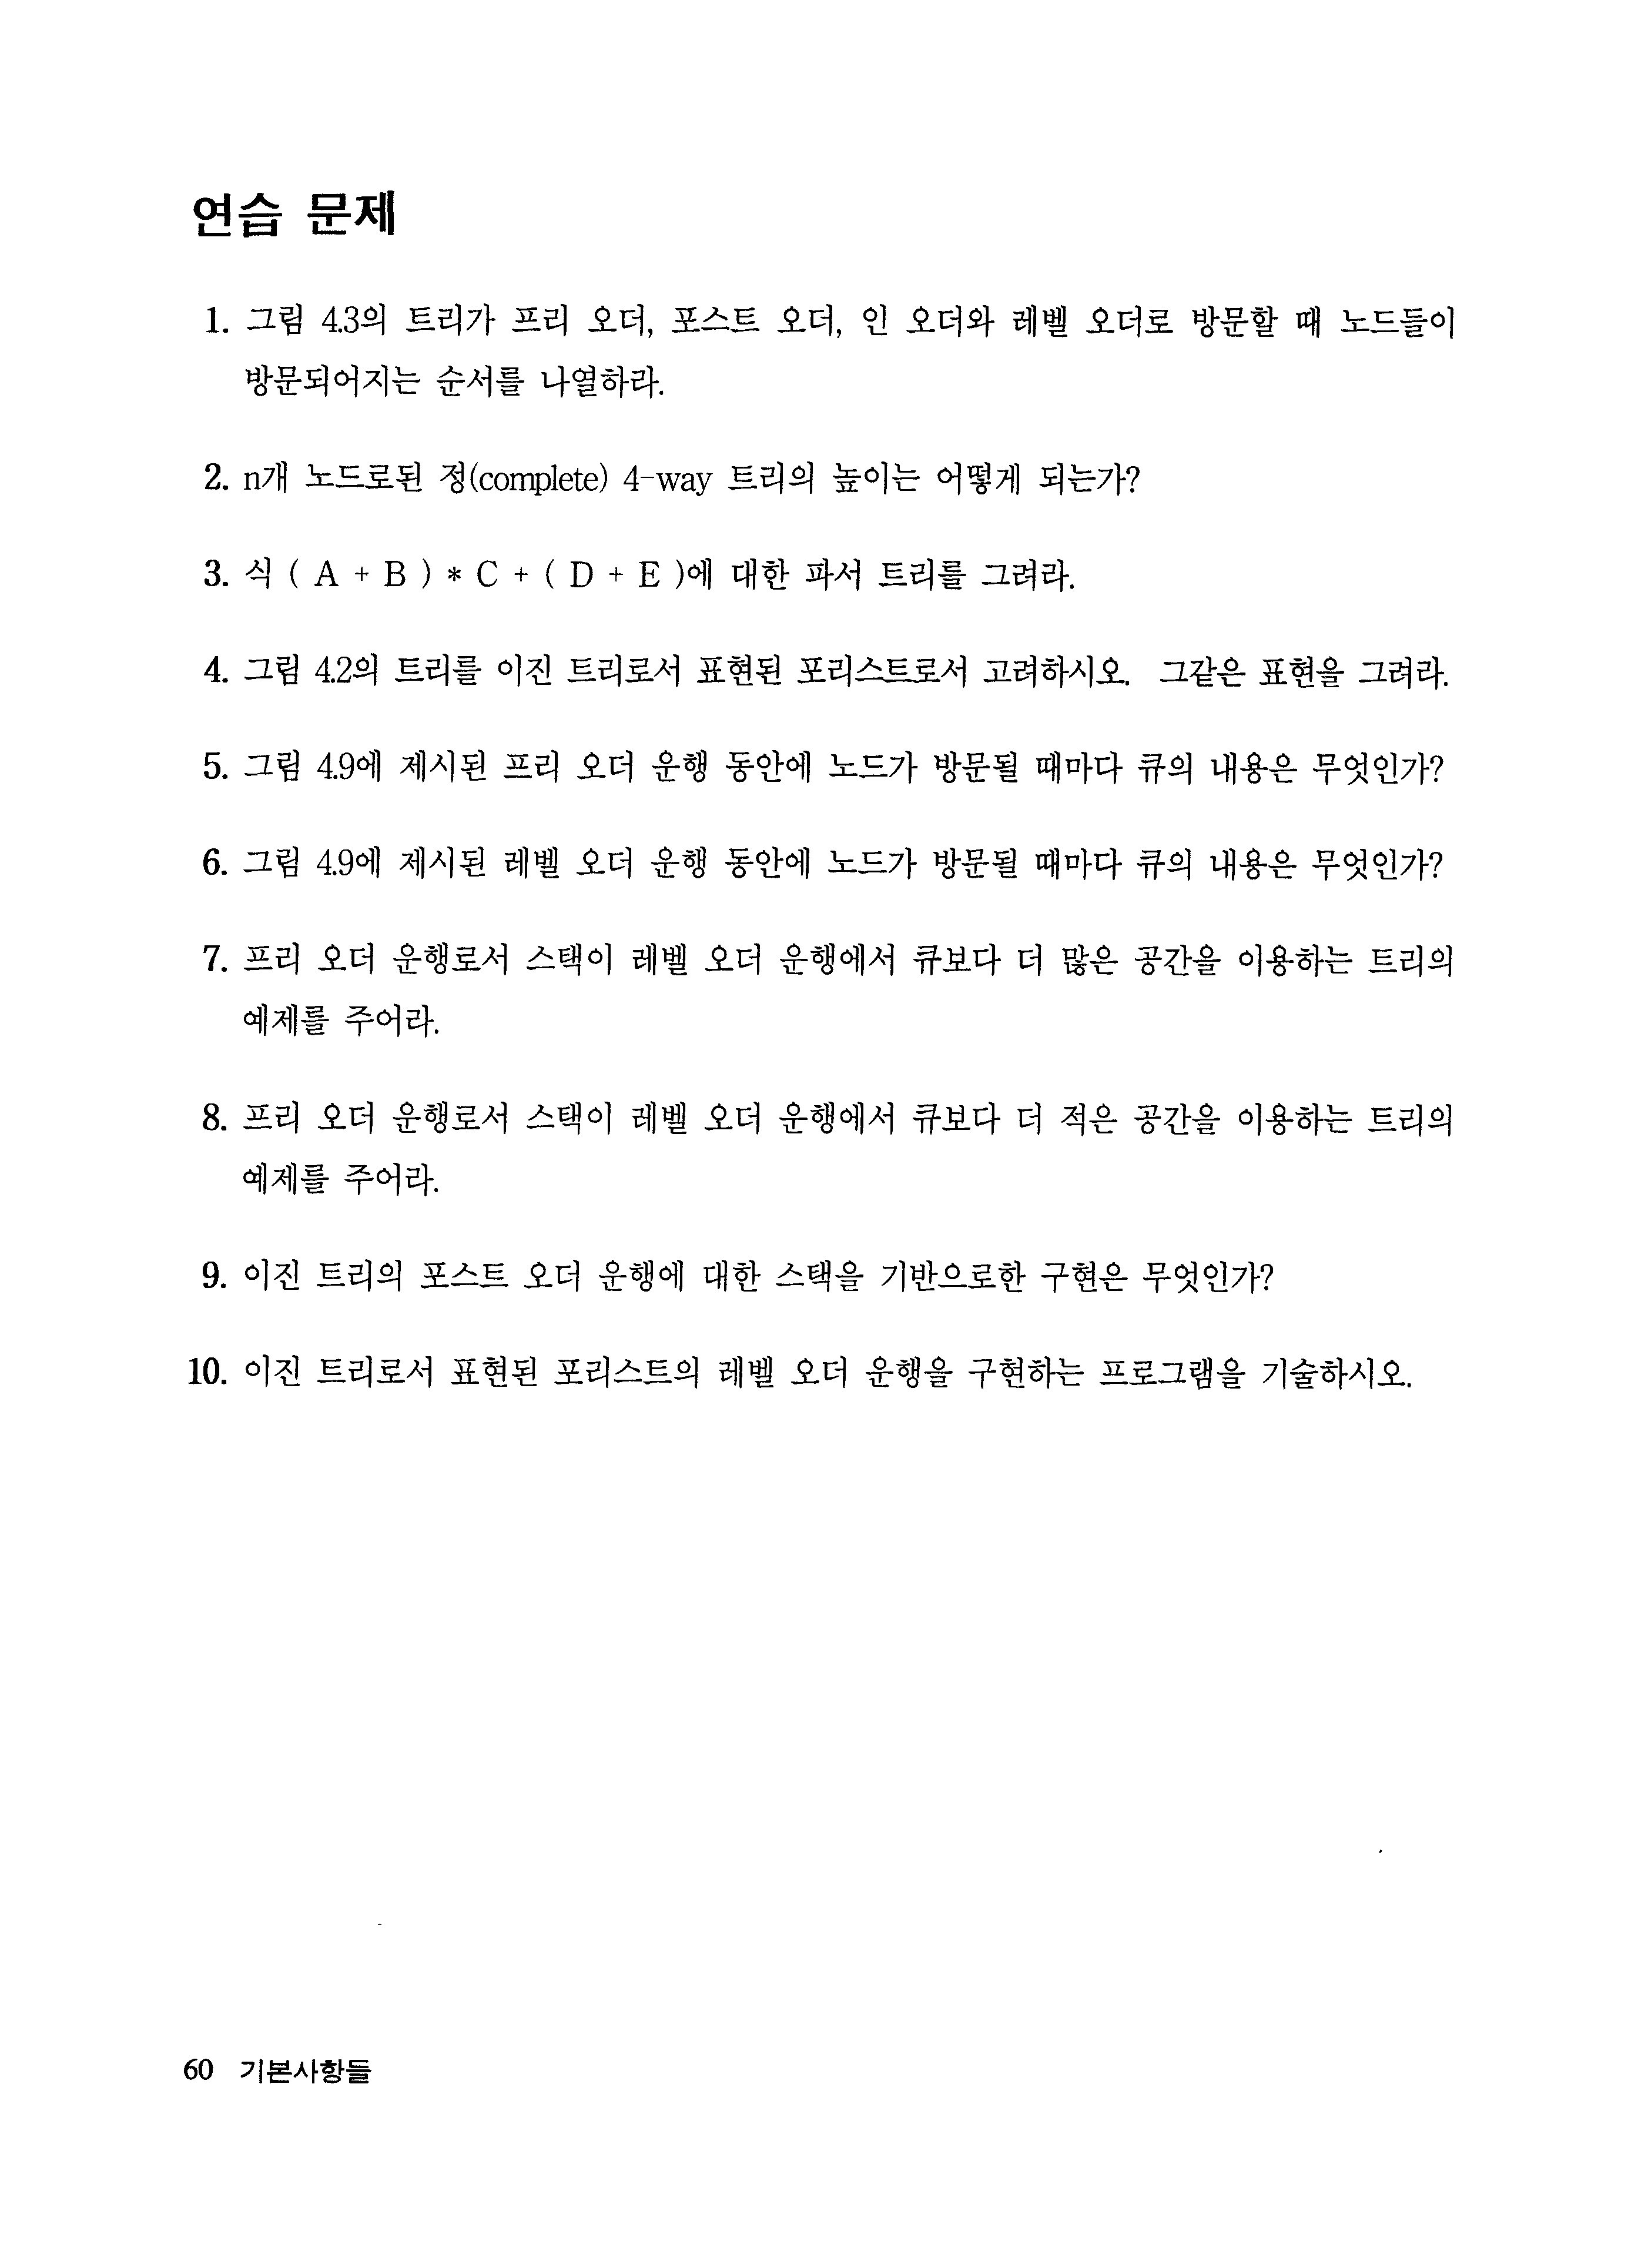 연습 문제
1. 그림 4.3의 트리가 프리 오더, 포스트 오더, 인 오더와 레벨 오더로 방문할 때 노드들이
방문되어지는 순서를 나열하라.
2. n개 노드로된 정(complete) 4-way 트리의 높이는 어떻게 되는가?
3. 식 ( A + B ) * C + ( D + E )에 대한 파서 트리를 그려라.
4. 그림 4.2의 트리를 이진 트리로서 표현된 포리스트로서 고려하시오. 그같은 표현을 그려라.
5. 그림 4.9에 제시된 프리 오더 운행 동안에 노드가 방문될 때마다 큐의 내용은 무엇인가?
6. 그림 4.9에 제시된 레벨 오더 운행 동안에 노드가 방문될 때마다 큐의 내용은 무엇인가?
7. 프리 오더 운행로서 스택이 레벨 오더 운행에서 큐보다 더 많은 공간을 이용하는 트리의
예제를 주어라.
8. 프리 오더 운행로서 스택이 레벨 오더 운행에서 큐보다 더 적은 공간을 이용하는 트리의
예제를 주어라.
9. 이진 트리의 포스트 오더 운행에 대한 스택을 기반으로한 구현은 무엇인가?
10. 이진 트리로서 표현된 포리스트의 레벨 오더 운행을 구현하는 프로그램을 기술하시오.
60 기본사항들